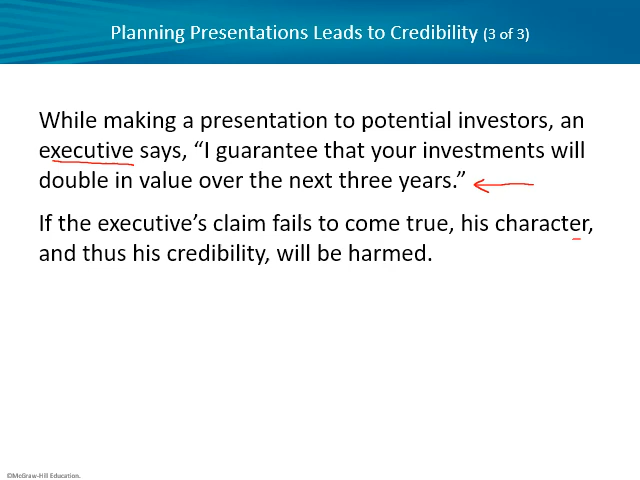 Planning Presentations Leads to Credibility (3 of 3)
While making a presentation to potential investors, an
executive says, “I guarantee that your investments will
double in value over the next three years.”
If the executive’s claim fails to come true, his character,
and thus his credibility, will be harmed.
©McGraw-Hill Education.